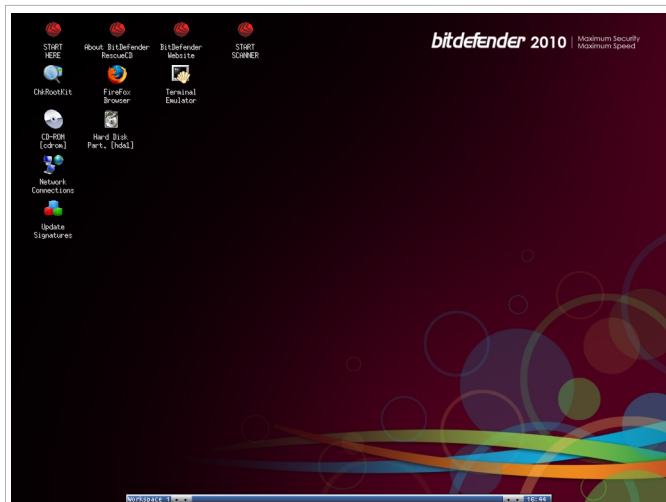 bitdefender 2010
Maximum Security
Maximum Speed
START
HERE
About BitDefender
RescueCD
BitDefender
Website
START
SCANNER
ChkRootKit
FireFox
Browser
Terminal
Emulator
CD-ROM
[cdrom]
Hard Disk
Part. [hda1]
Network
Connections
Update
Signatures
Workspace 1
16:44